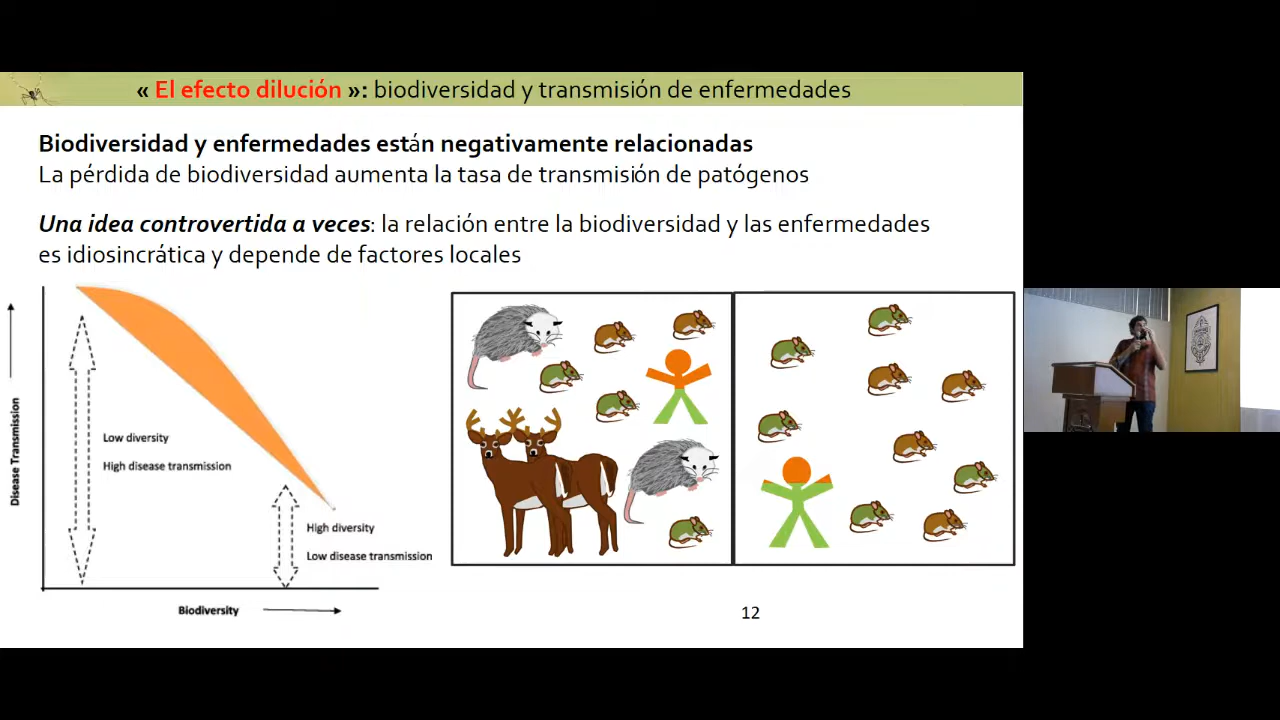 « El efecto dilución »: biodiversidad y transmisión de enfermedades
Biodiversidad y enfermedades están negativamente relacionadas
La pérdida de biodiversidad aumenta la tasa de transmisión de patógenos
Una idea controvertida a veces: la relación entre la biodiversidad y las enfermedades
es idiosincrática y depende de factores locales
Disease Transmission
Low diversity
High disease transmission
High diversity
Low disease transmission
Biodiversity
12